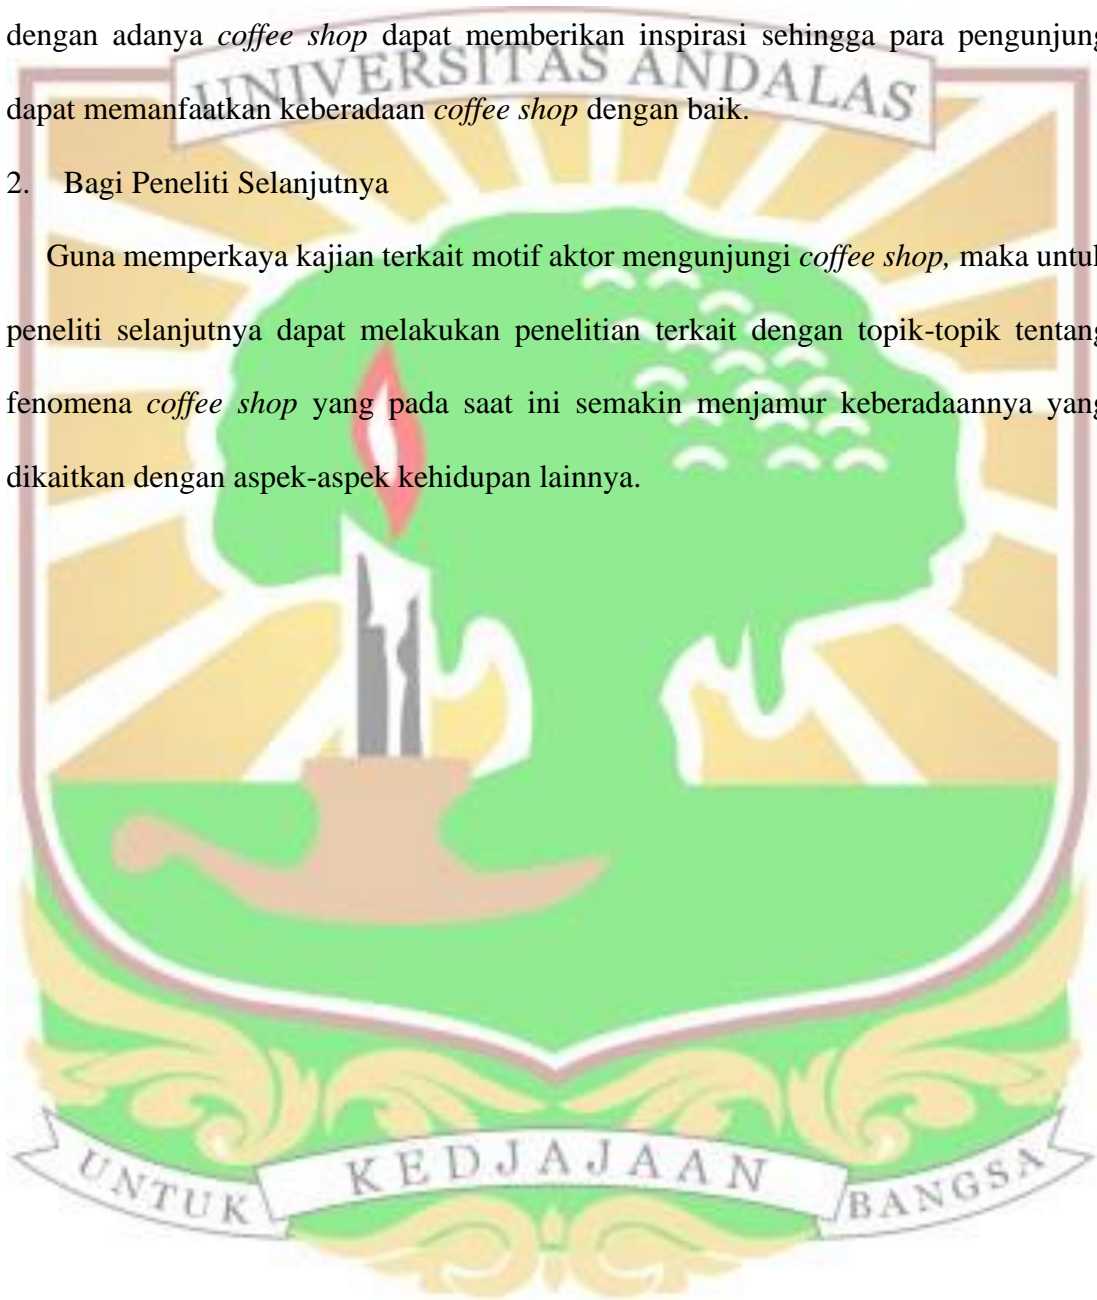 dengan adanya coffee shop dapat memberikan inspirasi sehingga para pengunjung
UNIVERSITAS ANDALAS
dapat memanfaatkan keberadaan coffee shop dengan baik.
2. Bagi Peneliti Selanjutnya
Guna memperkaya kajian terkait motif aktor mengunjungi coffee shop, maka untuk
peneliti selanjutnya dapat melakukan penelitian terkait dengan topik-topik tentang
fenomena coffee shop yang pada saat ini semakin menjamur keberadaannya yang
dikaitkan dengan aspek-aspek kehidupan lainnya.
UNTUK KEDJAJAAN BANGSA